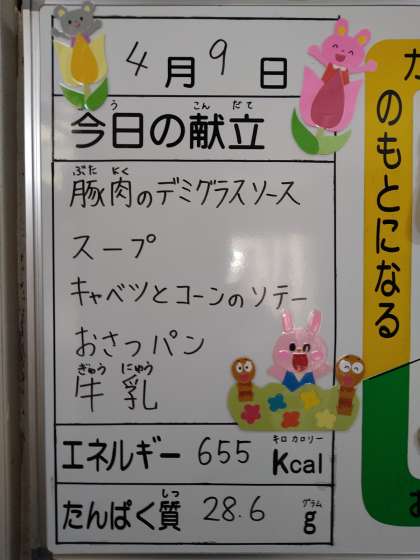 4月9日
今日の献立
豚肉のデミグラスソース
スープ
キャベツとコーンのソテー
おさつパン
牛乳
エネルギー 655 Kcal
たんぱく質 28.6 g
のもとになる